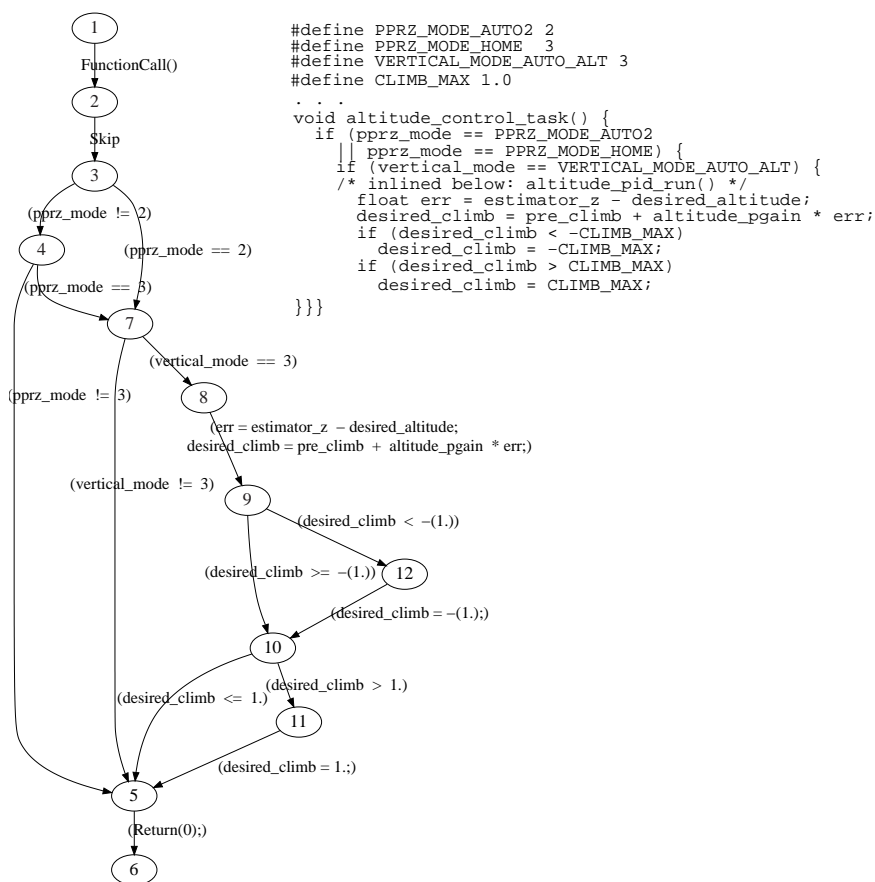 1
FunctionCall()
2
Skip
3
(pprz_mode != 2)
4
(pprz_mode == 2)
(pprz_mode == 3)
7
(vertical_mode == 3)
(pprz_mode != 3)
8
(err = estimator_z - desired_altitude;
desired_climb = pre_climb + altitude_pgain * err;)
(vertical_mode != 3)
9
(desired_climb < -(1.))
(desired_climb >= -(1.))
12
(desired_climb = -(1.);)
10
(desired_climb > 1.)
(desired_climb <= 1.)
11
(desired_climb = 1.;)
5
(Return(0);)
6
#define PPRZ_MODE_AUTO2 2
#define PPRZ_MODE_HOME 3
#define VERTICAL_MODE_AUTO_ALT 3
#define CLIMB_MAX 1.0
. . .
void altitude_control_task() {
if (pprz_mode == PPRZ_MODE_AUTO2
|| pprz_mode == PPRZ_MODE_HOME) {
if (vertical_mode == VERTICAL_MODE_AUTO_ALT) {
/* inlined below: altitude_pid_run() */
float err = estimator_z - desired_altitude;
desired_climb = pre_climb + altitude_pgain * err;
if (desired_climb < -CLIMB_MAX)
desired_climb = -CLIMB_MAX;
if (desired_climb > CLIMB_MAX)
desired_climb = CLIMB_MAX;
}}}